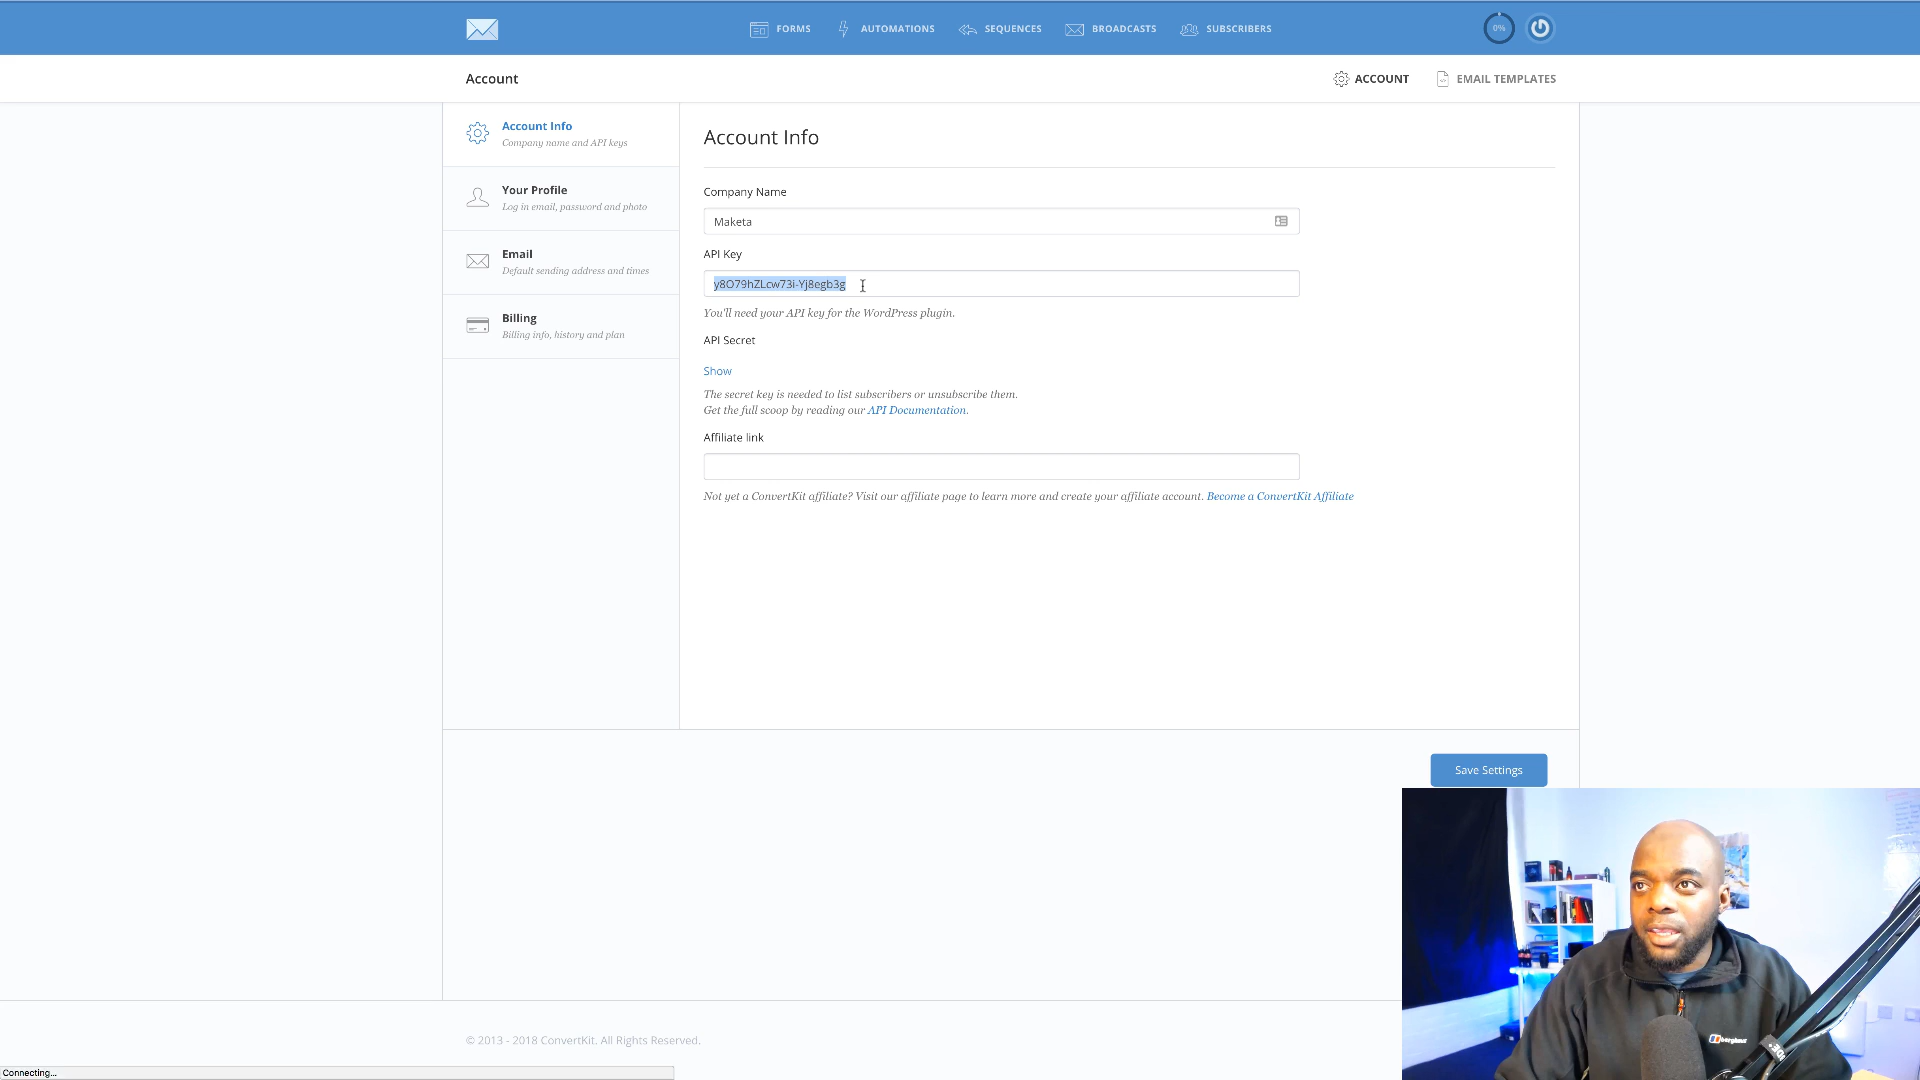 FORMS
AUTOMATIONS
SEQUENCES
BROADCASTS
SUBSCRIBERS
0%
Account
ACCOUNT
EMAIL TEMPLATES
Account Info
Company name and API keys
Your Profile
Log in email, password and photo
Email
Default sending address and times
Billing
Billing info, history and plan
Account Info
Company Name
Maketa
API Key
y8O79hZLcw73i-Yj8egb3g
You'll need your API key for the WordPress plugin.
API Secret
Show
The secret key is needed to list subscribers or unsubscribe them.
Get the full scoop by reading our API Documentation.
Affiliate link
Not yet a ConvertKit affiliate? Visit our affiliate page to learn more and create your affiliate account. Become a ConvertKit Affiliate
Save Settings
© 2013 - 2018 ConvertKit. All Rights Reserved.
Connecting...
berghaus